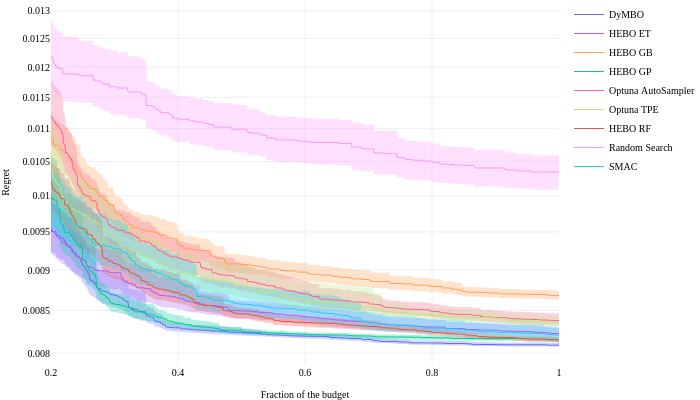 0.013
0.0125
0.012
0.0115
0.011
0.0105
0.01
0.0095
0.009
0.0085
0.008
Regret
0.2
0.4
0.6
0.8
1
Fraction of the budget
DyMBO
HEBO ET
HEBO GB
HEBO GP
Optuna AutoSampler
Optuna TPE
HEBO RF
Random Search
SMAC